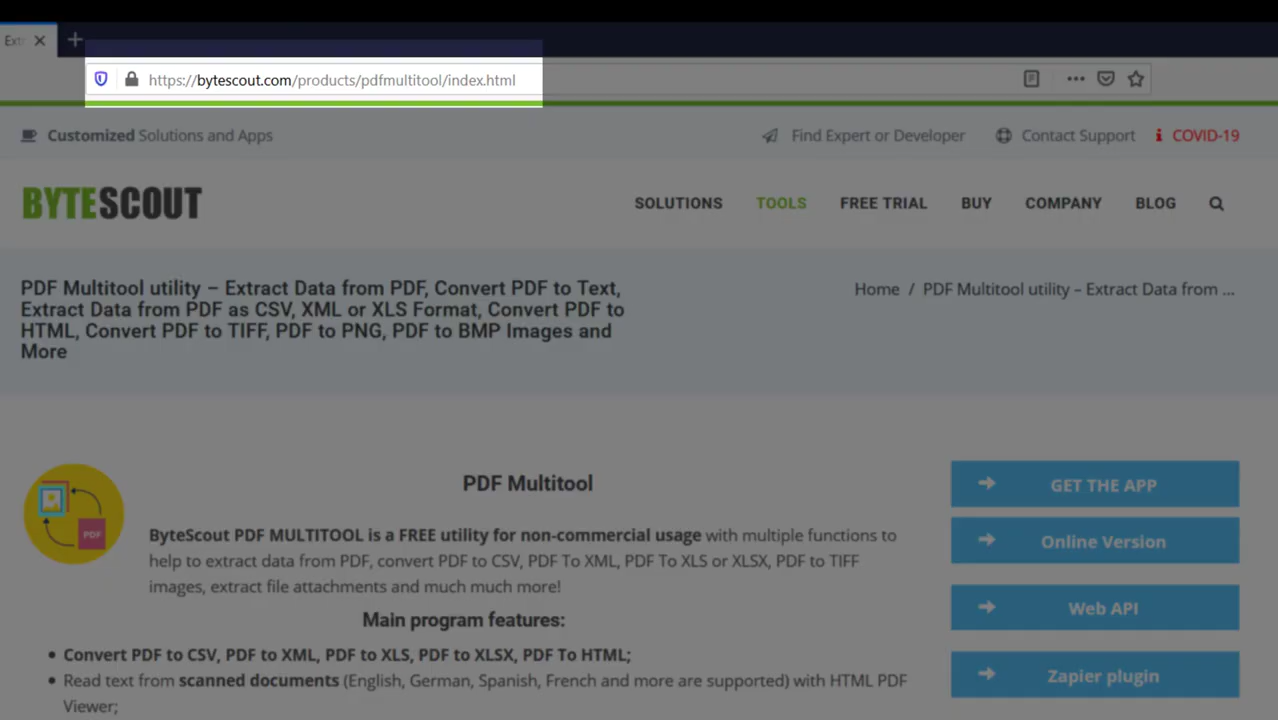 Ext
https://bytescout.com/products/pdfmultitool/index.html
Customized Solutions and Apps
Find Expert or Developer
Contact Support
COVID-19
BYTESCOUT
SOLUTIONS
TOOLS
FREE TRIAL
BUY
COMPANY
BLOG
PDF Multitool utility – Extract Data from PDF, Convert PDF to Text,
Extract Data from PDF as CSV, XML or XLS Format, Convert PDF to
HTML, Convert PDF to TIFF, PDF to PNG, PDF to BMP Images and
More
Home / PDF Multitool utility – Extract Data from ...
PDF
PDF Multitool
ByteScout PDF MULTITOOL is a FREE utility for non-commercial usage with multiple functions to
help to extract data from PDF, convert PDF to CSV, PDF To XML, PDF To XLS or XLSX, PDF to TIFF
images, extract file attachments and much much more!
Main program features:
• Convert PDF to CSV, PDF to XML, PDF to XLS, PDF to XLSX, PDF To HTML;
• Read text from scanned documents (English, German, Spanish, French and more are supported) with HTML PDF
Viewer;
GET THE APP
Online Version
Web API
Zapier plugin